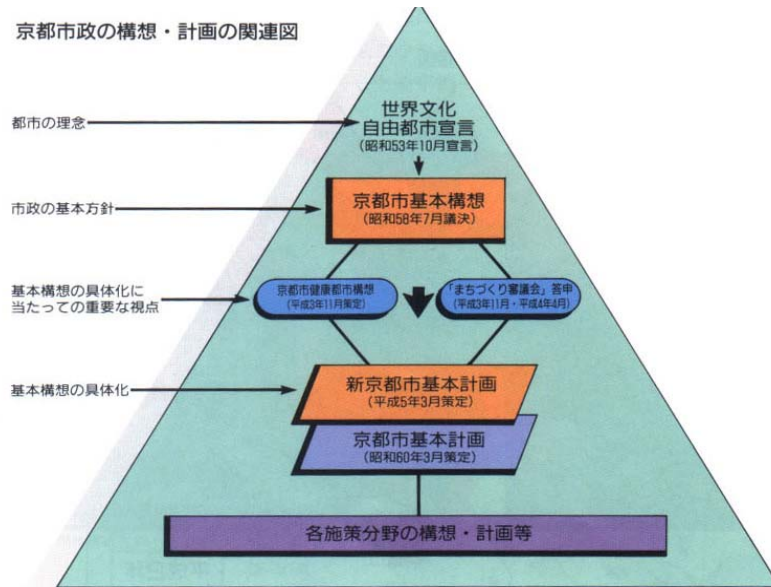 京都市政の構想・計画の関連図
都市の理念
世界文化
自由都市宣言
(昭和53年10月宣言)
市政の基本方針
京都市基本構想
(昭和58年7月議決)
基本構想の具体化に
当たっての重要な視点
京都市健康都市構想
(平成3年11月策定)
「まちづくり審議会」答申
(平成3年11月・平成4年4月)
基本構想の具体化
新京都市基本計画
(平成5年3月策定)
京都市基本計画
(昭和60年3月策定)
各施策分野の構想・計画等